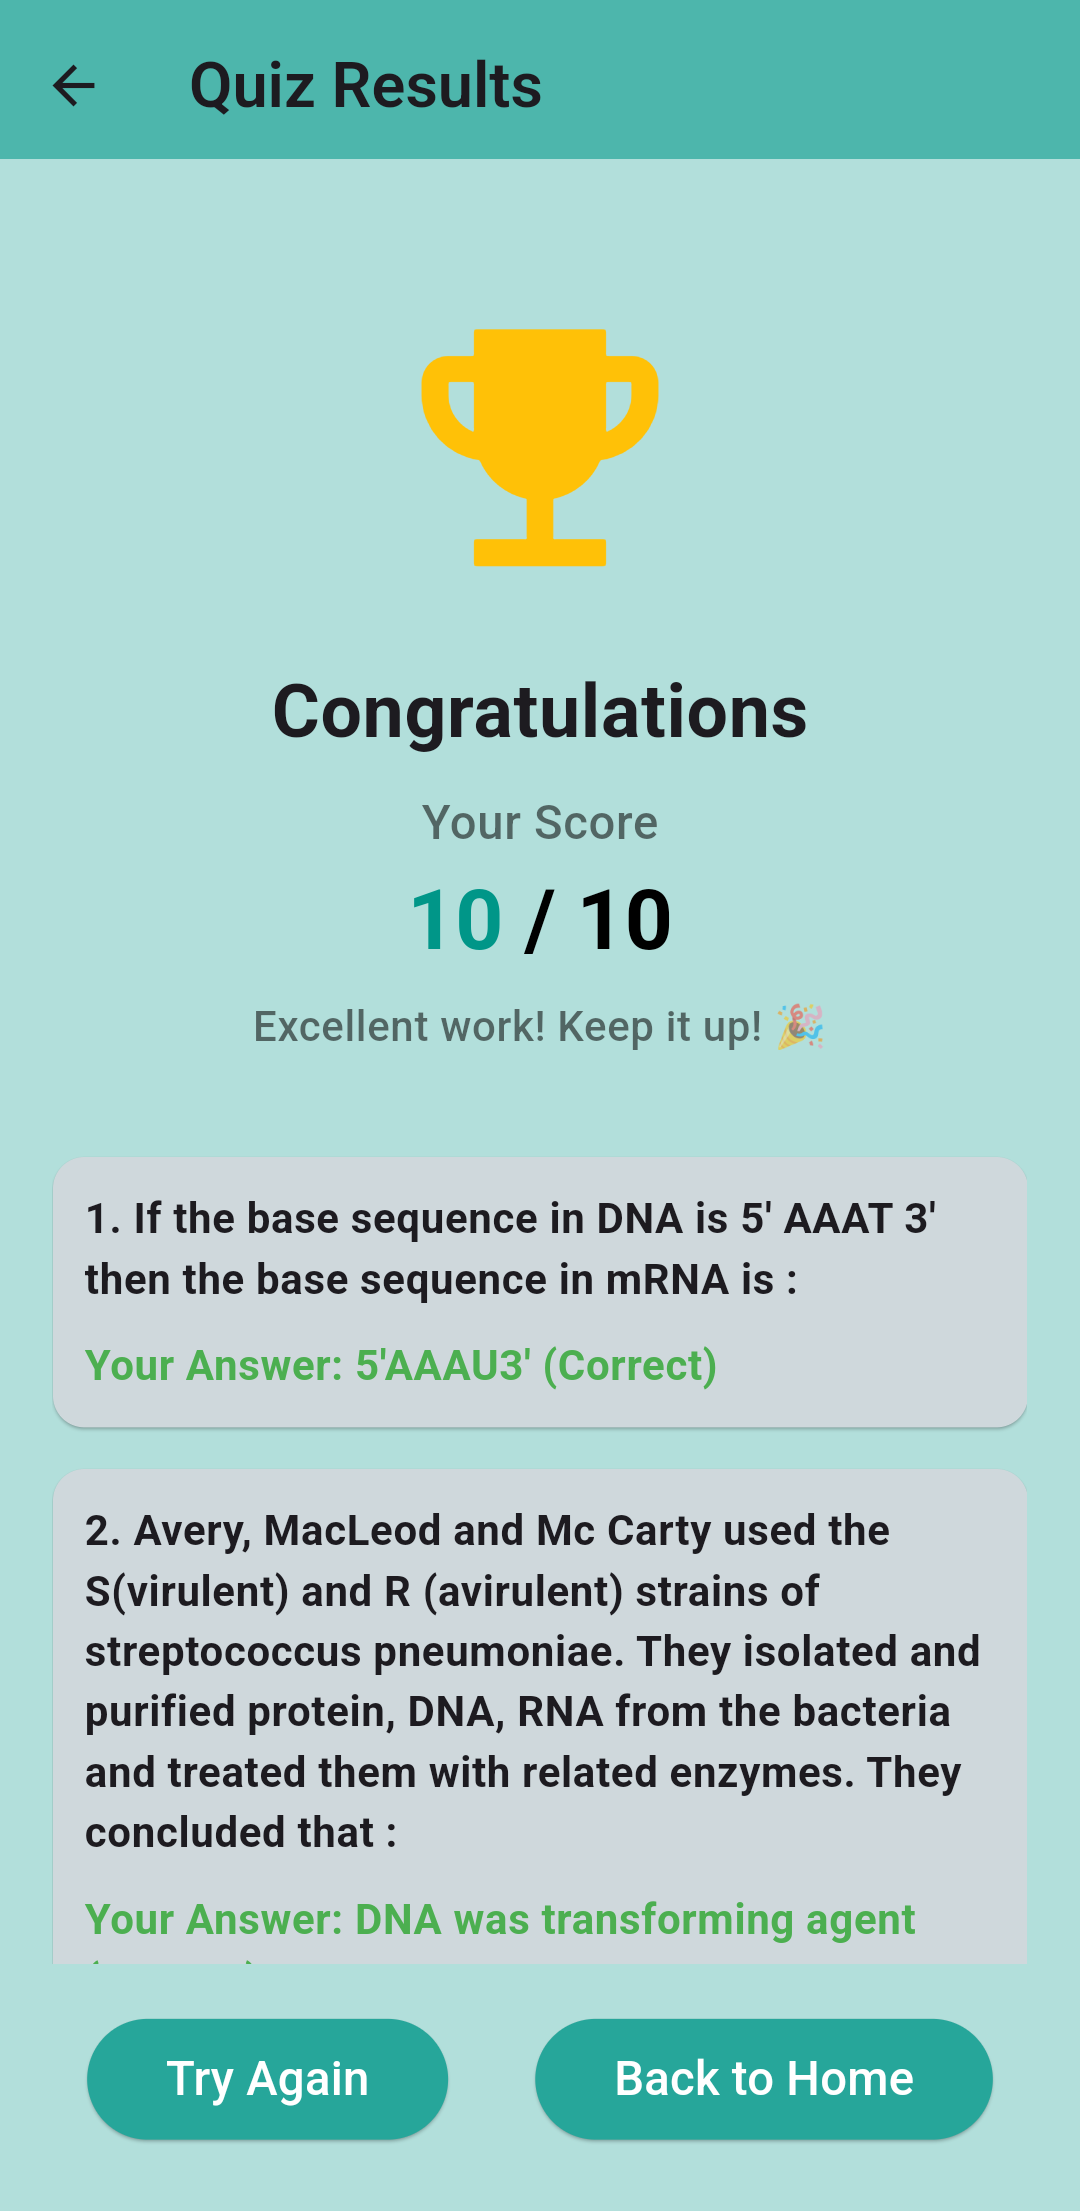 Quiz Results
Congratulations
Your Score
10 / 10
Excellent work! Keep it up! 🎉
1. If the base sequence in DNA is 5' AAAT 3'
then the base sequence in mRNA is :
Your Answer: 5'AAAU3' (Correct)
2. Avery, MacLeod and Mc Carty used the
S(virulent) and R (avirulent) strains of
streptococcus pneumoniae. They isolated and
purified protein, DNA, RNA from the bacteria
and treated them with related enzymes. They
concluded that :
Your Answer: DNA was transforming agent
Try Again
Back to Home